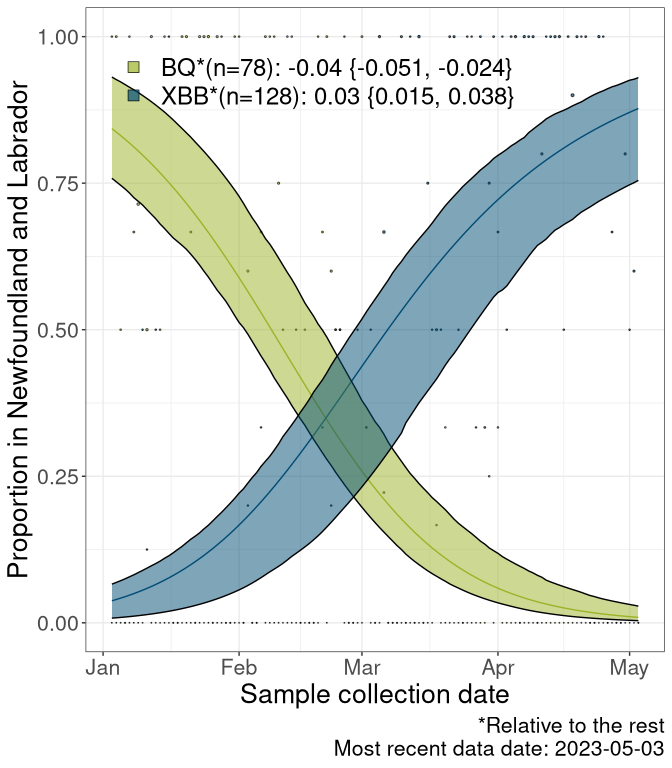 1.00
BQ*(n=78): -0.04 {-0.051, -0.024}
XBB*(n=128): 0.03 {0.015, 0.038}
0.75
0.50
0.25
0.00
Proportion in Newfoundland and Labrador
Jan Feb Mar Apr May
Sample collection date
*Relative to the rest
Most recent data date: 2023-05-03